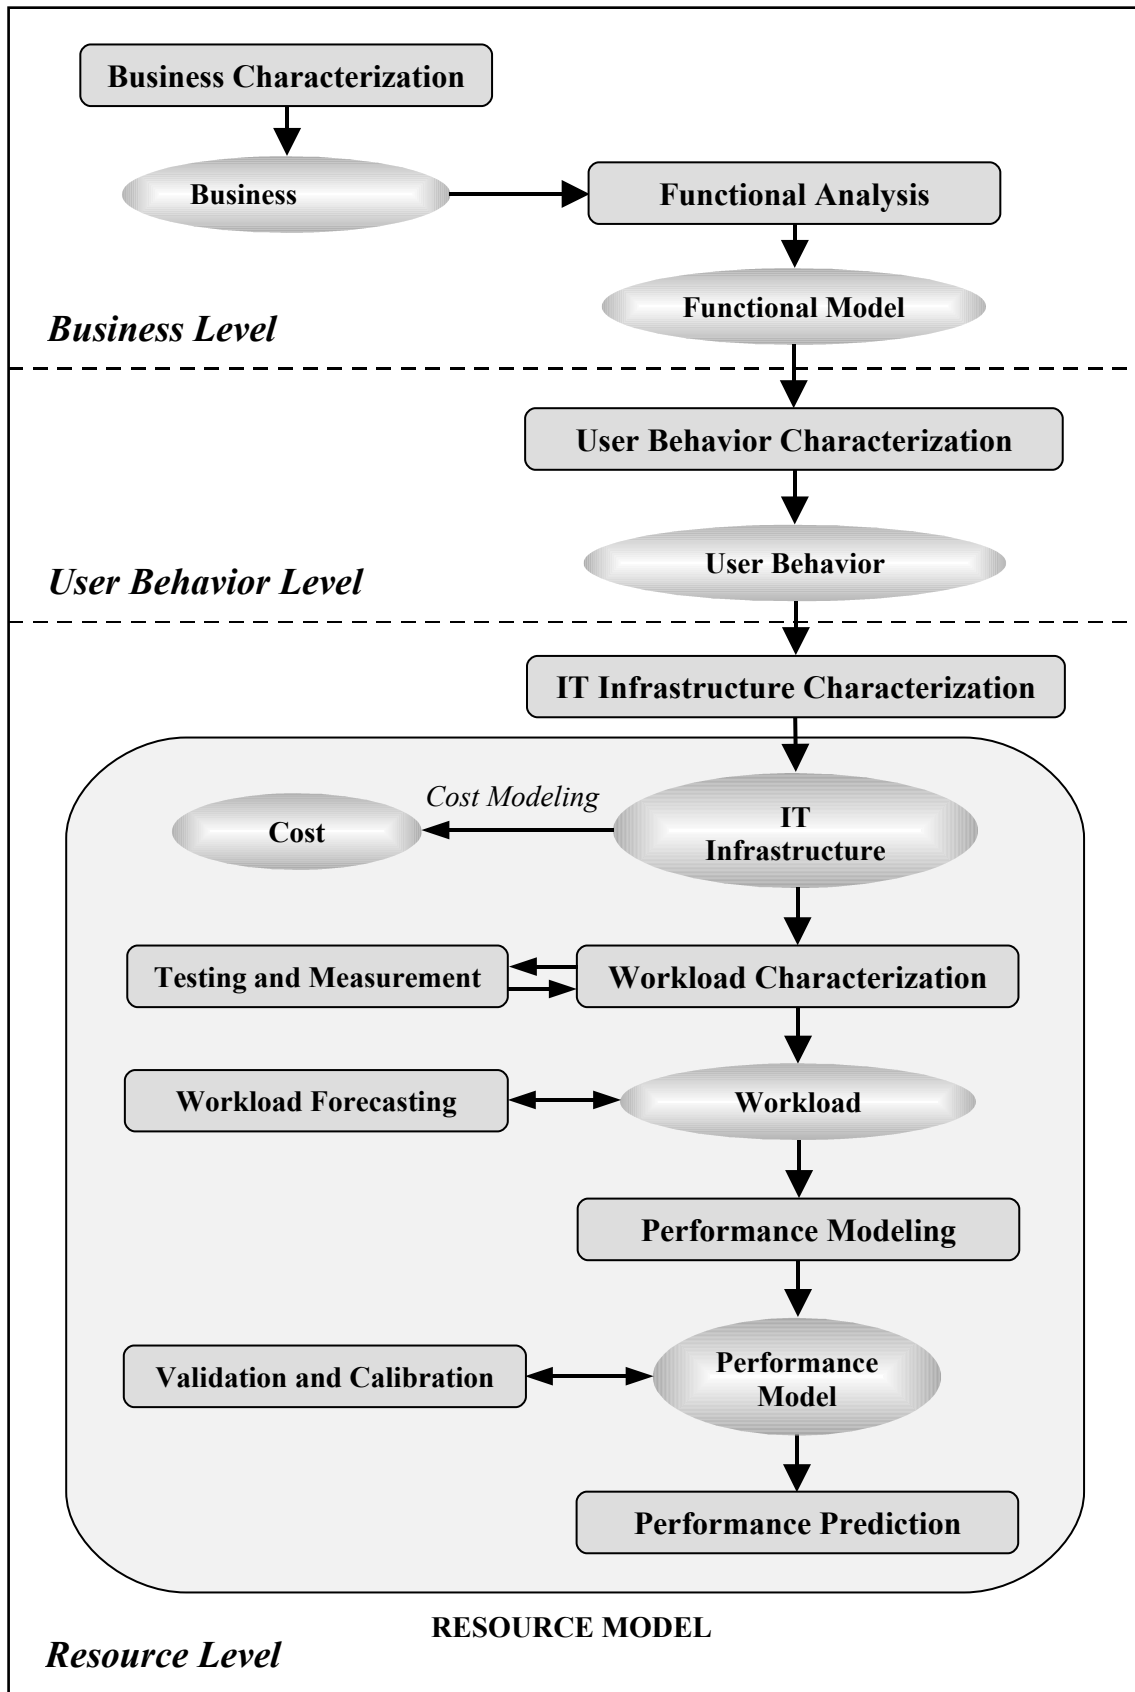 Business Characterization
Business
Functional Analysis
Functional Model
Business Level
User Behavior Characterization
User Behavior
User Behavior Level
IT Infrastructure Characterization
Cost Modeling
Cost
IT
Infrastructure
Testing and Measurement
Workload Characterization
Workload Forecasting
Workload
Performance Modeling
Validation and Calibration
Performance
Model
Performance Prediction
RESOURCE MODEL
Resource Level